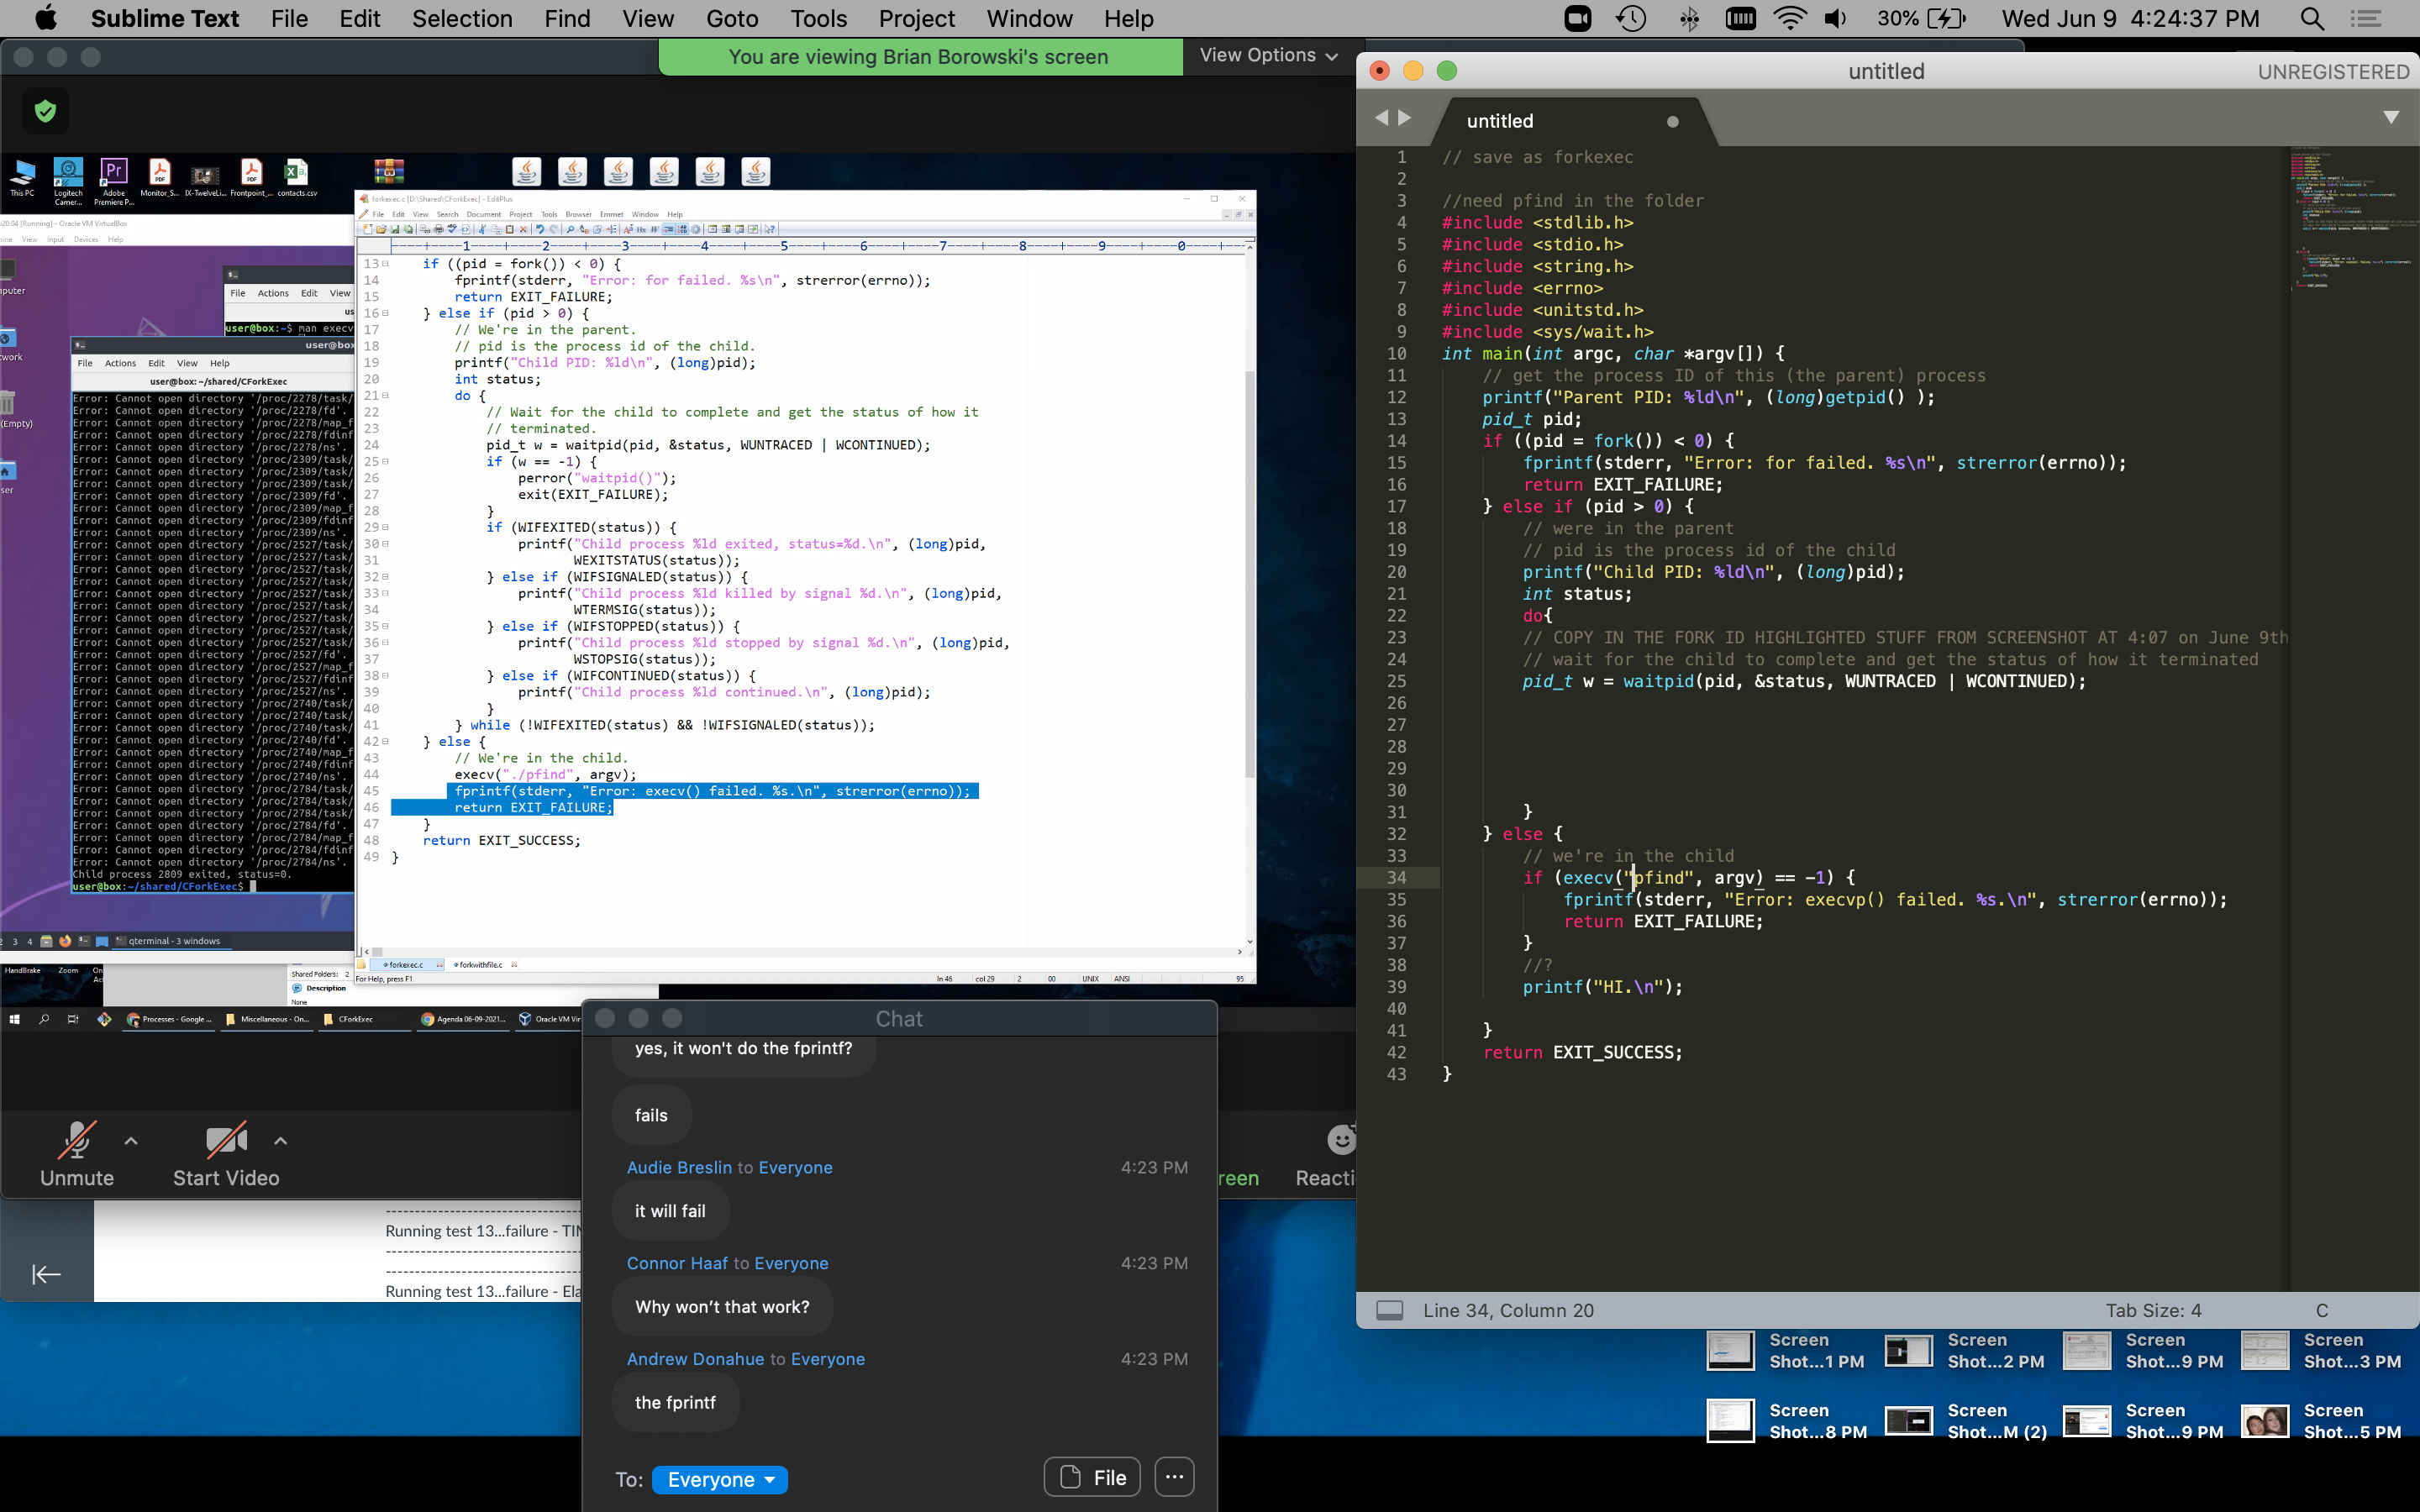 Sublime Text File Edit Selection Find View Goto Tools Project Window Help 30% Wed Jun 9 4:24:37 PM
You are viewing Brian Borowski's screen View Options
This PC
Logitech Camer...
Adobe Premiere P...
Monitor_S...
IX-TwelveLi...
Frontpoint_...
contacts.csv
20.04 [Running] - Oracle VM VirtualBox
View Input Devices Help
File Actions Edit View
user@box:~$ man execv
user@box
File Actions Edit View Help
user@box: ~/shared/CForkExec
Error: Cannot open directory '/proc/2278/task/
Error: Cannot open directory '/proc/2278/fd'.
Error: Cannot open directory '/proc/2278/map_f
Error: Cannot open directory '/proc/2278/fdinf
Error: Cannot open directory '/proc/2278/ns'.
Error: Cannot open directory '/proc/2309/task/
Error: Cannot open directory '/proc/2309/task/
Error: Cannot open directory '/proc/2309/task/
Error: Cannot open directory '/proc/2309/fd'.
Error: Cannot open directory '/proc/2309/map_f
Error: Cannot open directory '/proc/2309/fdinf
Error: Cannot open directory '/proc/2309/ns'.
Error: Cannot open directory '/proc/2527/task/
Error: Cannot open directory '/proc/2527/task/
Error: Cannot open directory '/proc/2527/task/
Error: Cannot open directory '/proc/2527/task/
Error: Cannot open directory '/proc/2527/task/
Error: Cannot open directory '/proc/2527/task/
Error: Cannot open directory '/proc/2527/task/
Error: Cannot open directory '/proc/2527/task/
Error: Cannot open directory '/proc/2527/task/
Error: Cannot open directory '/proc/2527/fd'.
Error: Cannot open directory '/proc/2527/map_f
Error: Cannot open directory '/proc/2527/fdinf
Error: Cannot open directory '/proc/2527/ns'.
Error: Cannot open directory '/proc/2740/task/
Error: Cannot open directory '/proc/2740/task/
Error: Cannot open directory '/proc/2740/task/
Error: Cannot open directory '/proc/2740/fd'.
Error: Cannot open directory '/proc/2740/map_f
Error: Cannot open directory '/proc/2740/fdinf
Error: Cannot open directory '/proc/2740/ns'.
Error: Cannot open directory '/proc/2784/task/
Error: Cannot open directory '/proc/2784/task/
Error: Cannot open directory '/proc/2784/fd'.
Error: Cannot open directory '/proc/2784/map_f
Error: Cannot open directory '/proc/2784/fdinf
Error: Cannot open directory '/proc/2784/ns'.
Child process 2809 exited, status=0.
user@box:~/shared/CForkExec$
3 4 qterminal - 3 windows
HandBrake Zoom
Shared Folders: 2
Description
None
forkexec.c [D:\Shared\CForkExec] - EditPlus
File Edit View Search Document Project Tools Browser Emmet Window Help
----+----1----+----2----+----3----+----4----+----5----+----6----+----7----+----8----+----9----+----0----+---
13 if ((pid = fork()) < 0) {
14 fprintf(stderr, "Error: for failed. %s\n", strerror(errno));
15 return EXIT_FAILURE;
16 } else if (pid > 0) {
17 // We're in the parent.
18 // pid is the process id of the child.
19 printf("Child PID: %ld\n", (long)pid);
20 int status;
21 do {
22 // Wait for the child to complete and get the status of how it
23 // terminated.
24 pid_t w = waitpid(pid, &status, WUNTRACED | WCONTINUED);
25 if (w == -1) {
26 perror("waitpid()");
27 exit(EXIT_FAILURE);
28 }
29 if (WIFEXITED(status)) {
30 printf("Child process %ld exited, status=%d.\n", (long)pid,
31 WEXITSTATUS(status));
32 } else if (WIFSIGNALED(status)) {
33 printf("Child process %ld killed by signal %d.\n", (long)pid,
34 WTERMSIG(status));
35 } else if (WIFSTOPPED(status)) {
36 printf("Child process %ld stopped by signal %d.\n", (long)pid,
37 WSTOPSIG(status));
38 } else if (WIFCONTINUED(status)) {
39 printf("Child process %ld continued.\n", (long)pid);
40 }
41 } while (!WIFEXITED(status) && !WIFSIGNALED(status));
42 } else {
43 // We're in the child.
44 execv("./pfind", argv);
45 fprintf(stderr, "Error: execv() failed. %s.\n", strerror(errno));
46 return EXIT_FAILURE;
47 }
48 return EXIT_SUCCESS;
49 }
forkexec.c forkwithfile.c
For Help, press F1 ln 46 col 29 2 00 UNIX ANSI 95
Processes - Google ... Miscellaneous - On... CForkExec Agenda 06-09-2021... Oracle VM Vir
Unmute Start Video reen Reacti
Running test 13...failure - TIM
Running test 13...failure - Ela
Chat
yes, it won't do the fprintf?
fails
Audie Breslin to Everyone 4:23 PM
it will fail
Connor Haaf to Everyone 4:23 PM
Why won't that work?
Andrew Donahue to Everyone 4:23 PM
the fprintf
To: Everyone File ...
untitled UNREGISTERED
untitled
1 // save as forkexec
2
3 //need pfind in the folder
4 #include <stdlib.h>
5 #include <stdio.h>
6 #include <string.h>
7 #include <errno>
8 #include <unitstd.h>
9 #include <sys/wait.h>
10 int main(int argc, char *argv[]) {
11 // get the process ID of this (the parent) process
12 printf("Parent PID: %ld\n", (long)getpid() );
13 pid_t pid;
14 if ((pid = fork()) < 0) {
15 fprintf(stderr, "Error: for failed. %s\n", strerror(errno));
16 return EXIT_FAILURE;
17 } else if (pid > 0) {
18 // were in the parent
19 // pid is the process id of the child
20 printf("Child PID: %ld\n", (long)pid);
21 int status;
22 do{
23 // COPY IN THE FORK ID HIGHLIGHTED STUFF FROM SCREENSHOT AT 4:07 on June 9th
24 // wait for the child to complete and get the status of how it terminated
25 pid_t w = waitpid(pid, &status, WUNTRACED | WCONTINUED);
26
27
28
29
30
31 }
32 } else {
33 // we're in the child
34 if (execv("pfind", argv) == -1) {
35 fprintf(stderr, "Error: execvp() failed. %s.\n", strerror(errno));
36 return EXIT_FAILURE;
37 }
38 //?
39 printf("HI.\n");
40
41 }
42 return EXIT_SUCCESS;
43 }
Line 34, Column 20 Tab Size: 4 C
Screen Shot...1 PM
Screen Shot...2 PM
Screen Shot...9 PM
Screen Shot...3 PM
Screen Shot...8 PM
Screen Shot...M (2)
Screen Shot...9 PM
Screen Shot...5 PM